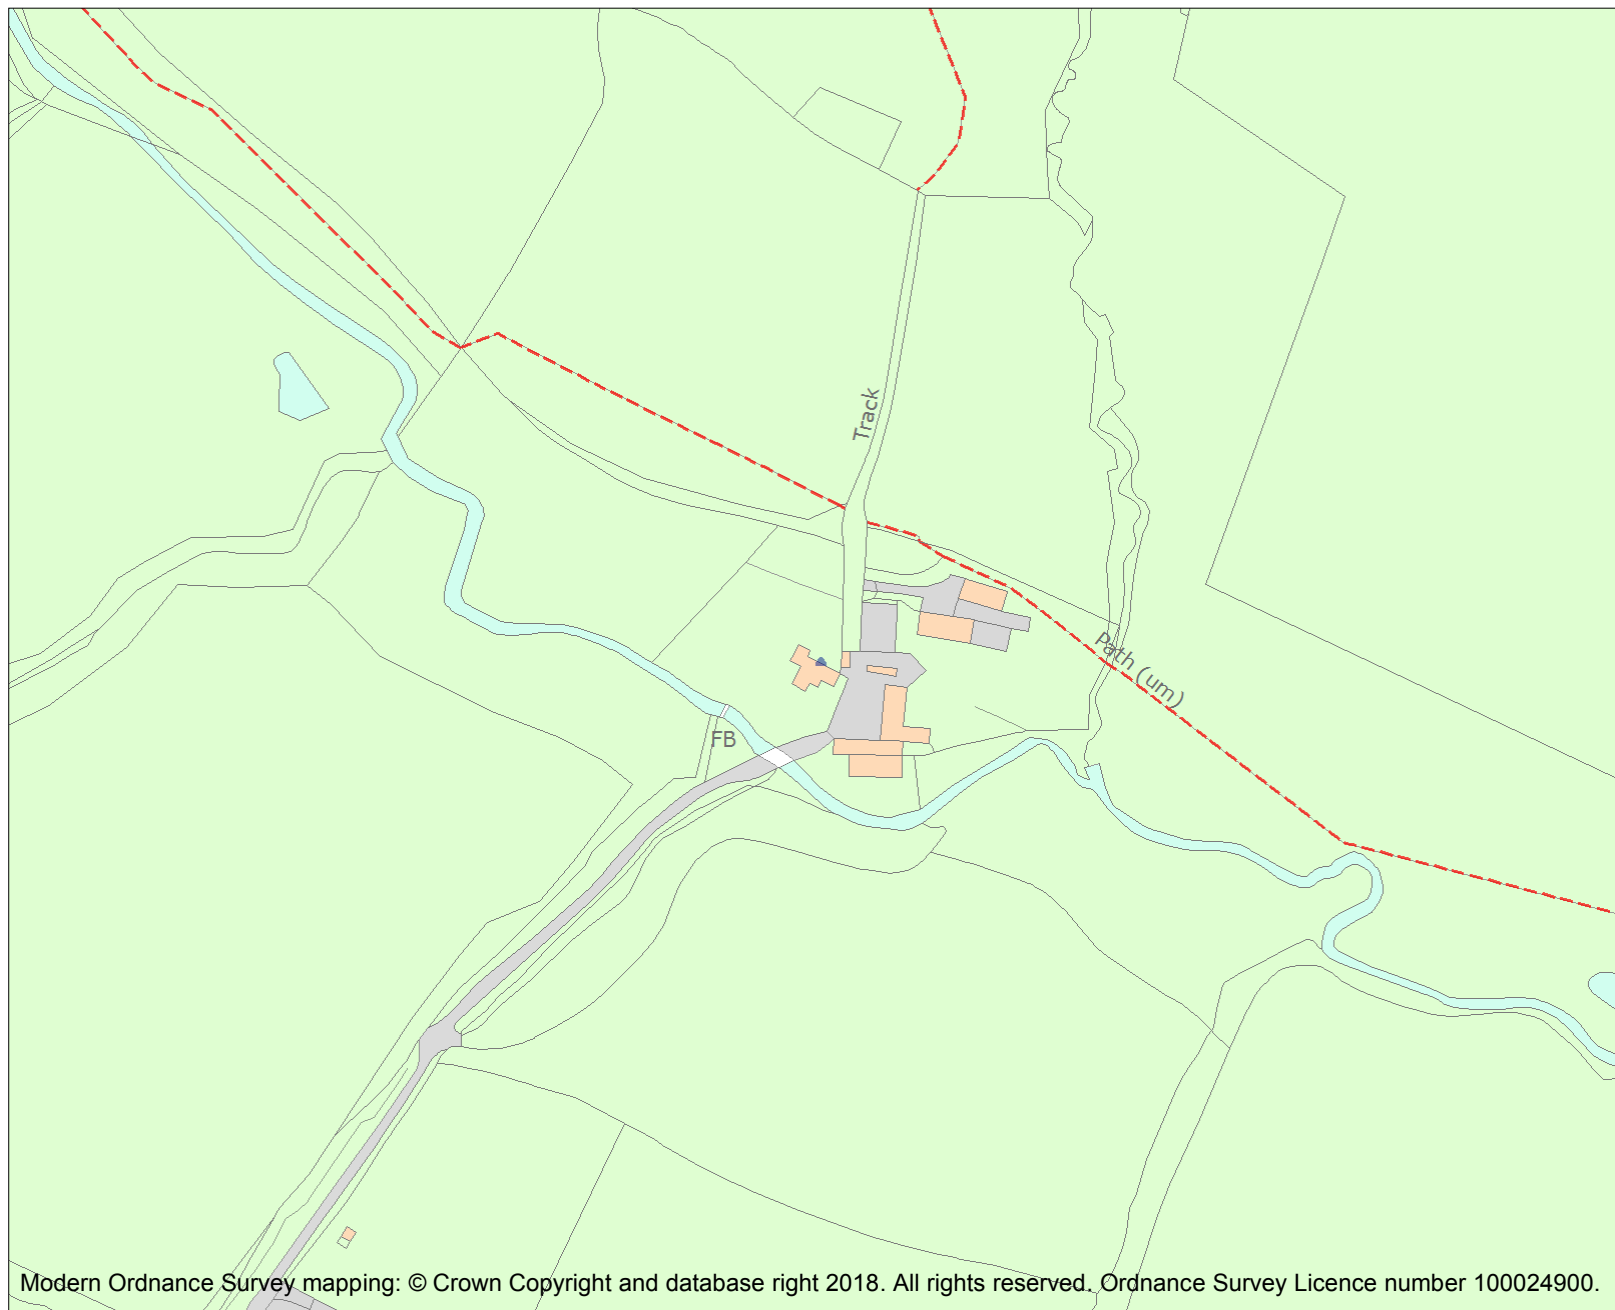 Track
Path (um)
FB
Modern Ordnance Survey mapping: © Crown Copyright and database right 2018. All rights reserved. Ordnance Survey Licence number 100024900.